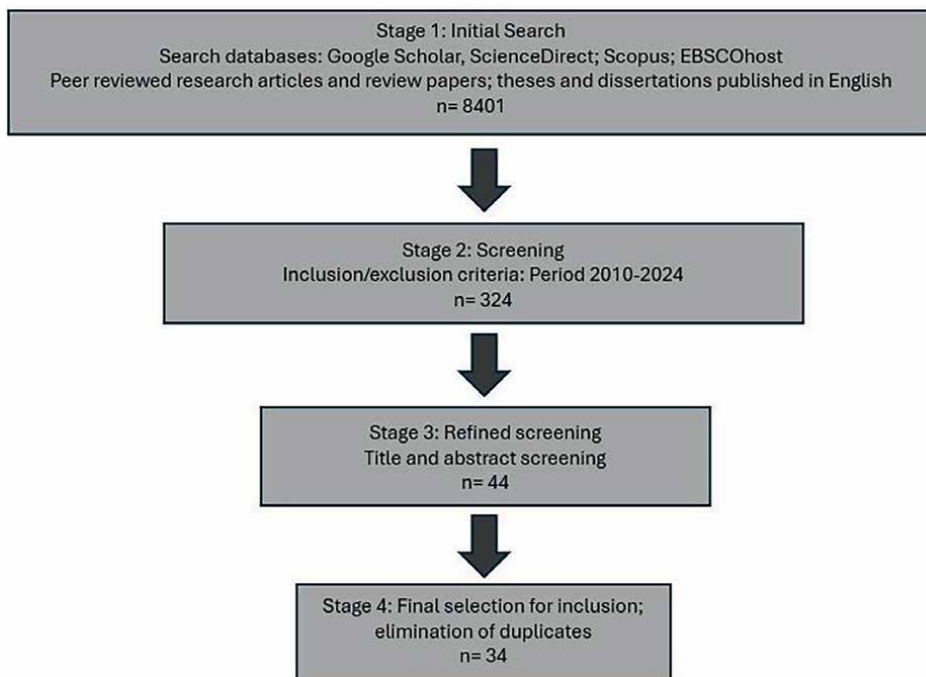 Stage 1: Initial Search
Search databases: Google Scholar, ScienceDirect; Scopus; EBSCOhost
Peer reviewed research articles and review papers; theses and dissertations published in English
n= 8401
Stage 2: Screening
Inclusion/exclusion criteria: Period 2010-2024
n= 324
Stage 3: Refined screening
Title and abstract screening
n= 44
Stage 4: Final selection for inclusion;
elimination of duplicates
n= 34